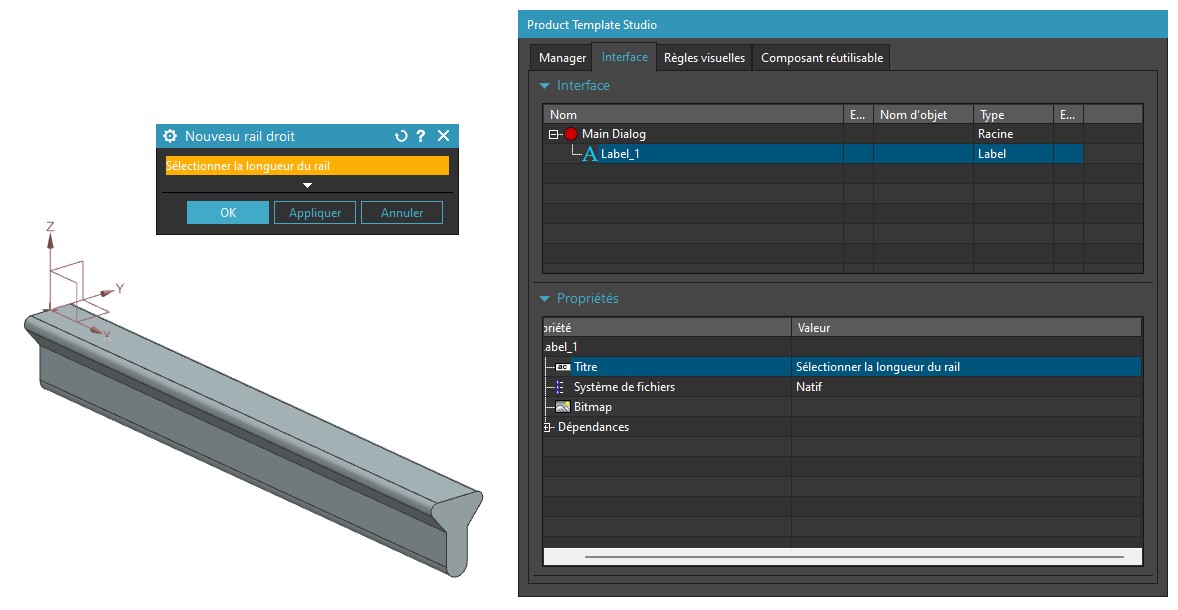 Nouveau rail droit
?
Sélectionner la longueur du rail
OK
Appliquer
Annuler
Z
Y
X
Product Template Studio
Manager
Interface
Règles visuelles
Composant réutilisable
Interface
Nom
E...
Nom d'objet
Type
E...
Main Dialog
Racine
A Label_1
Label
Propriétés
riété
Valeur
abel_1
Titre
Sélectionner la longueur du rail
Système de fichiers
Natif
Bitmap
Dépendances